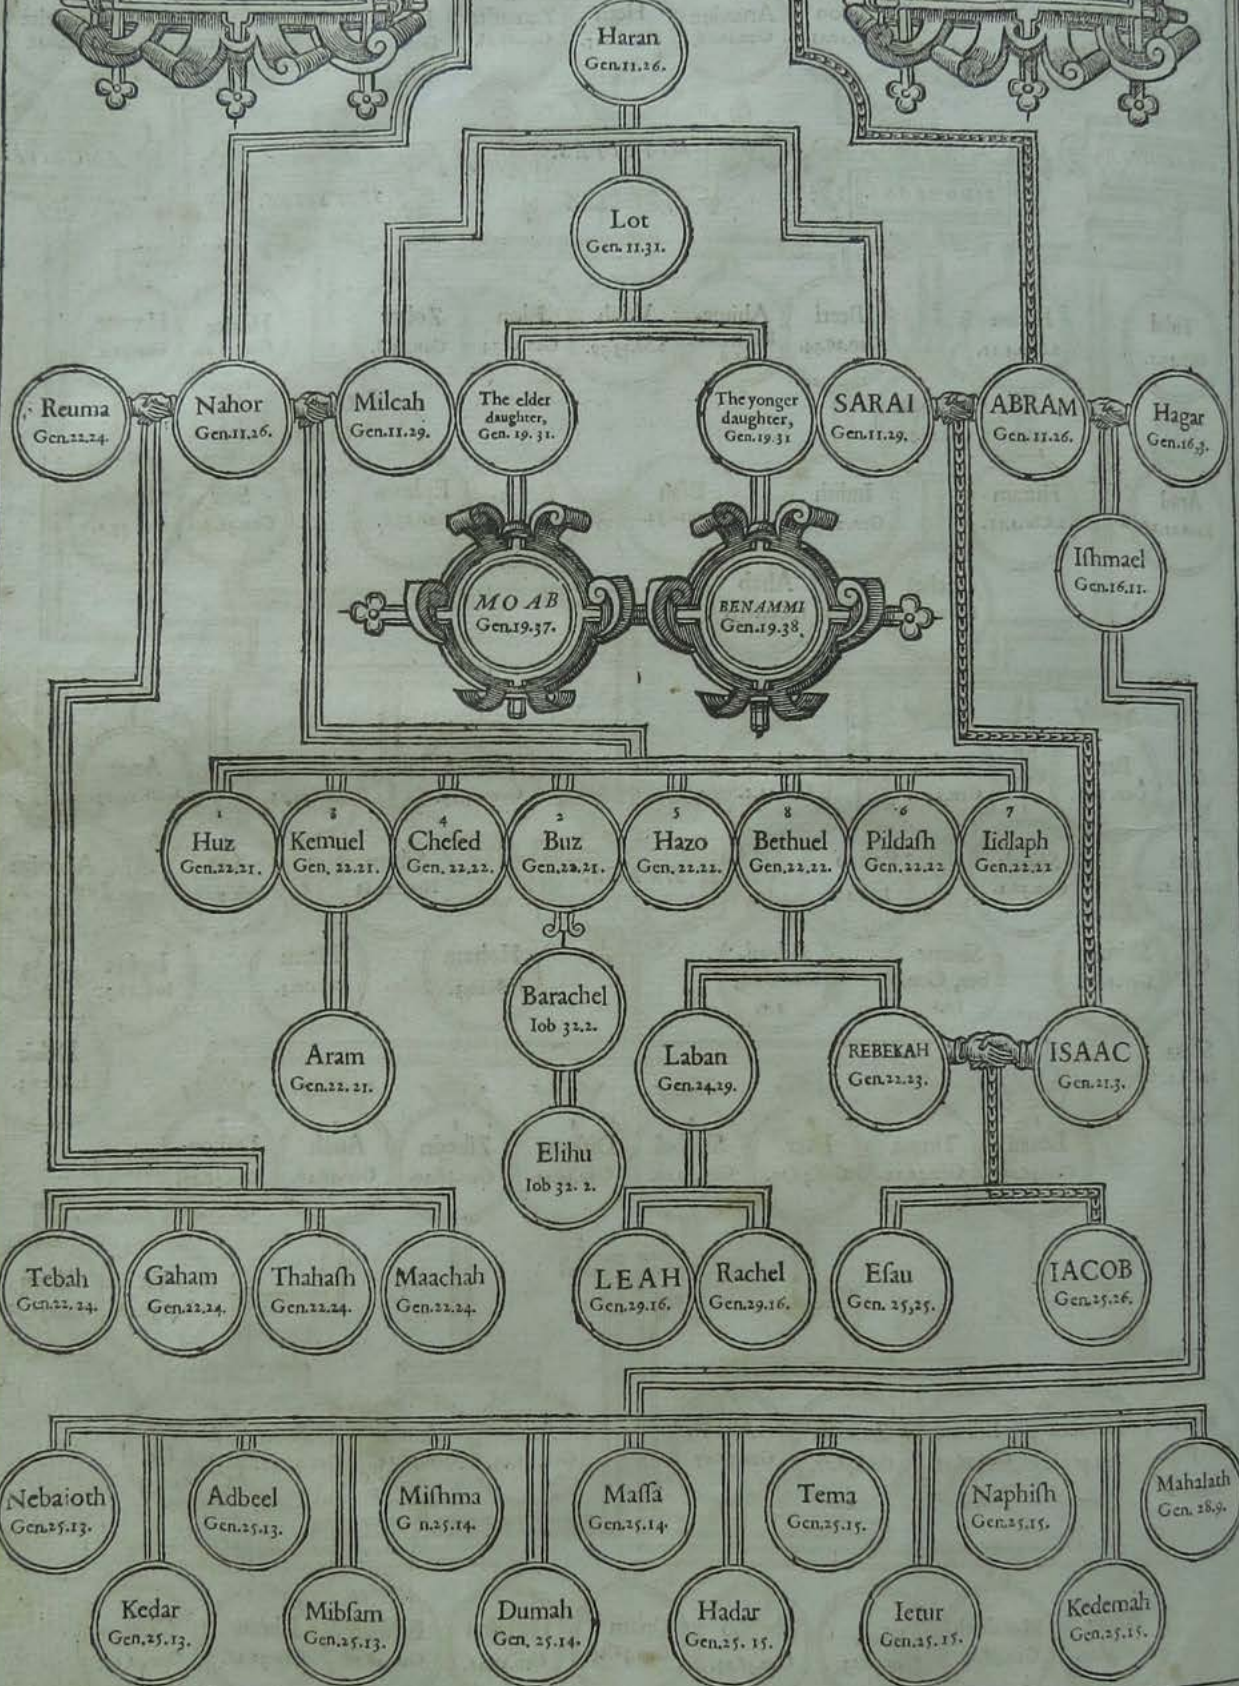 Haran
Gen.11.26.
Lot
Gen. 11.31.
Reuma
Gen.22.24.
Nahor
Gen.11.26.
Milcah
Gen.11.29.
The elder
daughter,
Gen. 19. 31.
The yonger
daughter,
Gen.19.31
SARAI
Gen.11.29.
ABRAM
Gen. 11.26.
Hagar
Gen.16,3.
Iſhmael
Gen.16.11.
MOAB
Gen.19.37.
BENAMMI
Gen.19.38.
1
Huz
Gen.22.21.
3
Kemuel
Gen. 22.21.
4
Cheſed
Gen. 22.22.
2
Buz
Gen.22.21.
5
Hazo
Gen. 22.22.
8
Bethuel
Gen.22.22.
6
Pildaſh
Gen.22.22
7
Iidlaph
Gen.22.22
Barachel
Iob 32.2.
Aram
Gen.22.21.
Laban
Gen.24.29.
REBEKAH
Gen.22.23.
ISAAC
Gen.21.3.
Elihu
Iob 32. 2.
Tebah
Gen.22.24.
Gaham
Gen.22.24.
Thahaſh
Gen.22.24.
Maachah
Gen.22.24.
LEAH
Gen.29.16.
Rachel
Gen.29.16.
Eſau
Gen. 25,25.
IACOB
Gen.25.26.
Nebaioth
Gen.25.13.
Adbeel
Gen.25.13.
Miſhma
G n.25.14.
Maſſa
Gen.25.14.
Tema
Gen.25.15.
Naphiſh
Gen.25.15.
Mahalath
Gen. 28.9.
Kedar
Gen.25.13.
Mibſam
Gen.25.13.
Dumah
Gen, 25.14.
Hadar
Gen.25. 15.
Ietur
Gen.25.15.
Kedemah
Gen.25.15.